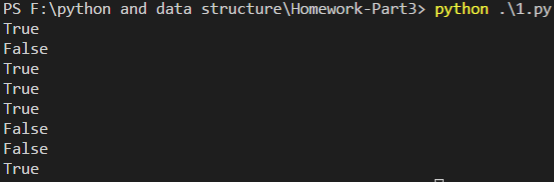 PS F:\python and data structure\Homework-Part3> python .\1.py
True
False
True
True
True
False
False
True